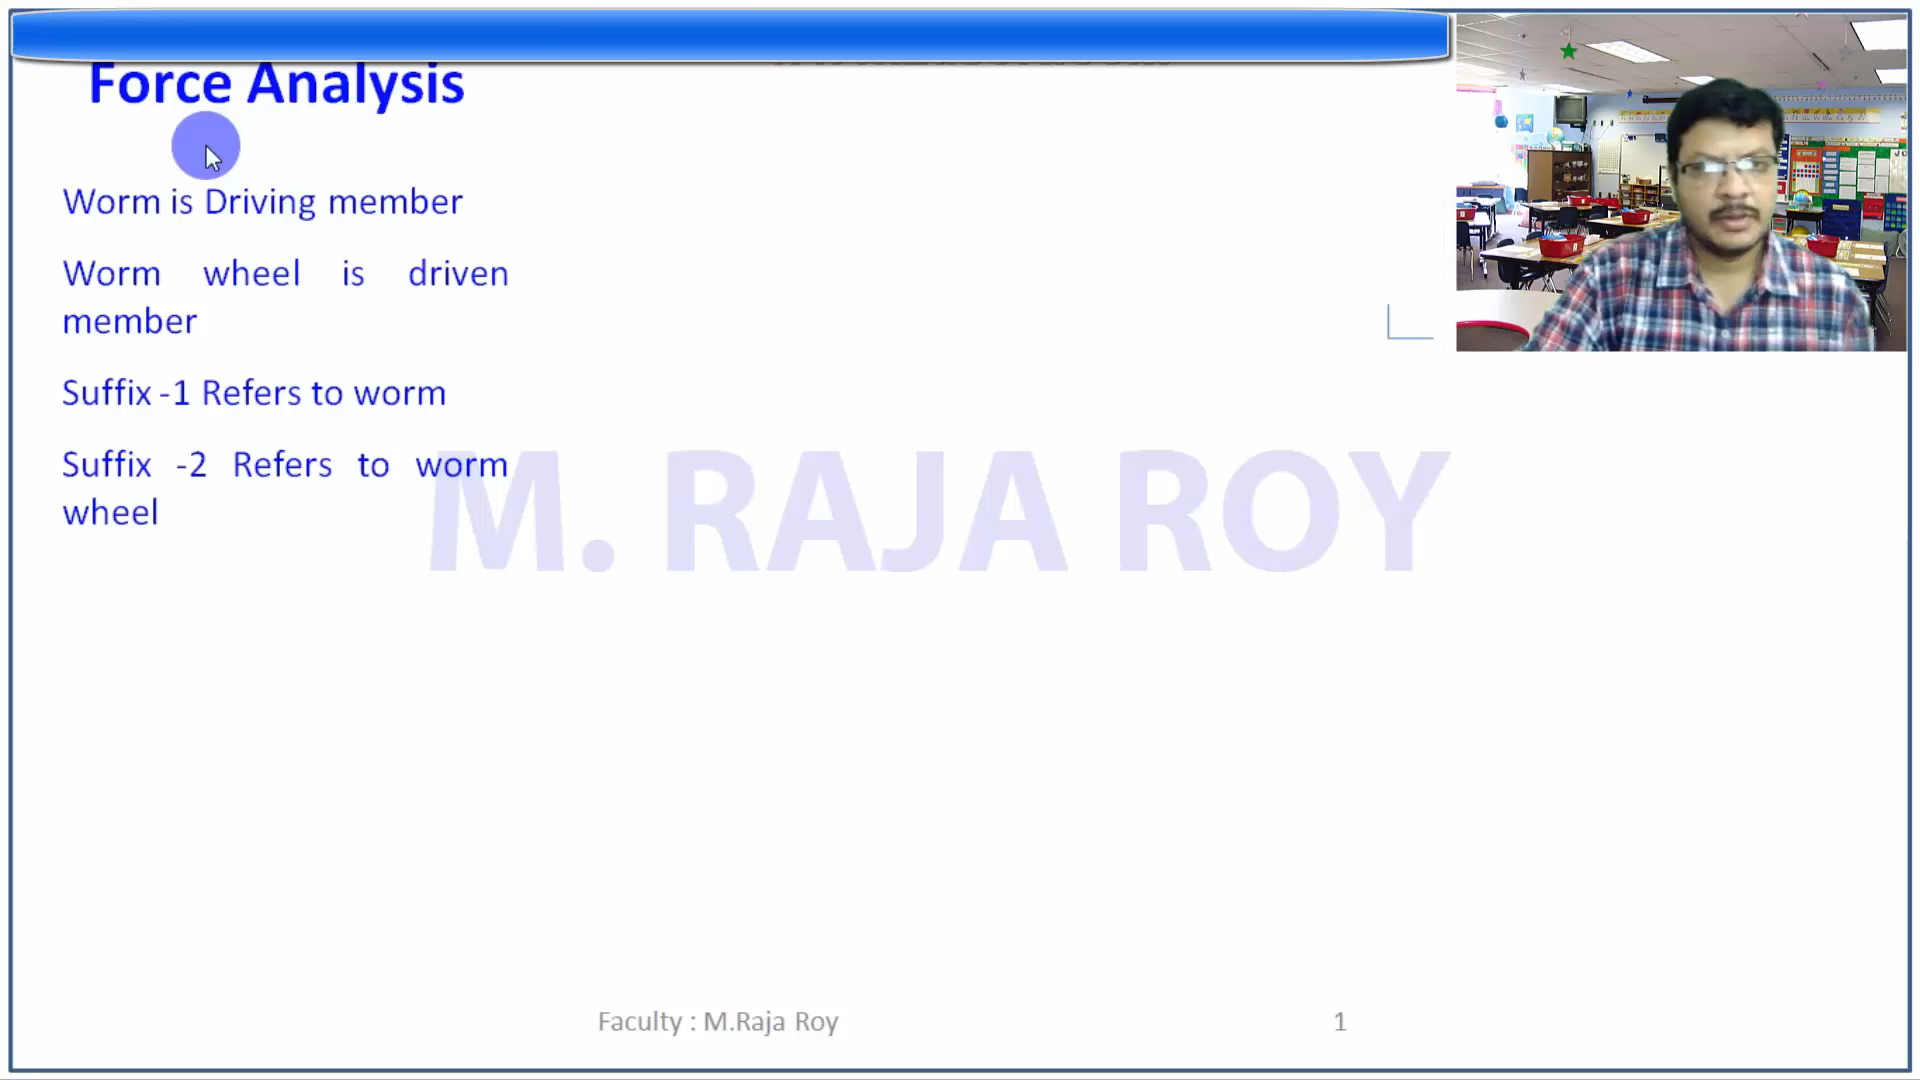 Force Analysis
Worm is Driving member
Worm wheel is driven
member
Suffix -1 Refers to worm
Suffix -2 Refers to worm
wheel
M. RAJA ROY
Faculty : M.Raja Roy
1